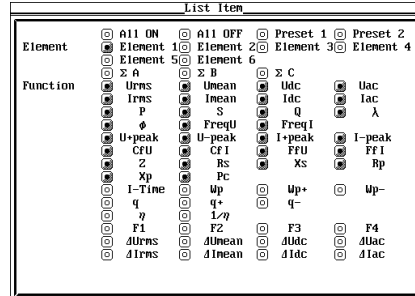 List Item
All ON All OFF Preset 1 Preset 2
Element Element 1 Element 2 Element 3 Element 4
Element 5 Element 6
Σ A Σ B Σ C
Function Urms Umean Udc Uac
Irms Imean Idc Iac
P S Q λ
ϕ FreqU FreqI
U+peak U-peak I+peak I-peak
CfU CfI FfU FfI
Z Rs Xs Rp
Xp Pc
I-Time Wp Wp+ Wp-
q q+ q-
η 1/η
F1 F2 F3 F4
ΔUrms ΔUmean ΔUdc ΔUac
ΔIrms ΔImean ΔIdc ΔIac